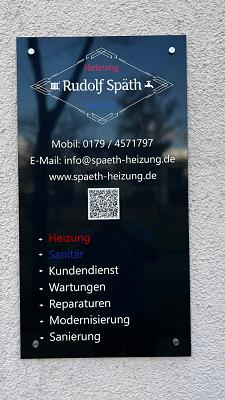 Heizung
Rudolf Späth
Sanitär
Mobil: 0179 / 4571797
E-Mail: info@spaeth-heizung.de
www.spaeth-heizung.de
Heizung
Sanitär
Kundendienst
Wartungen
Reparaturen
Modernisierung
Sanierung